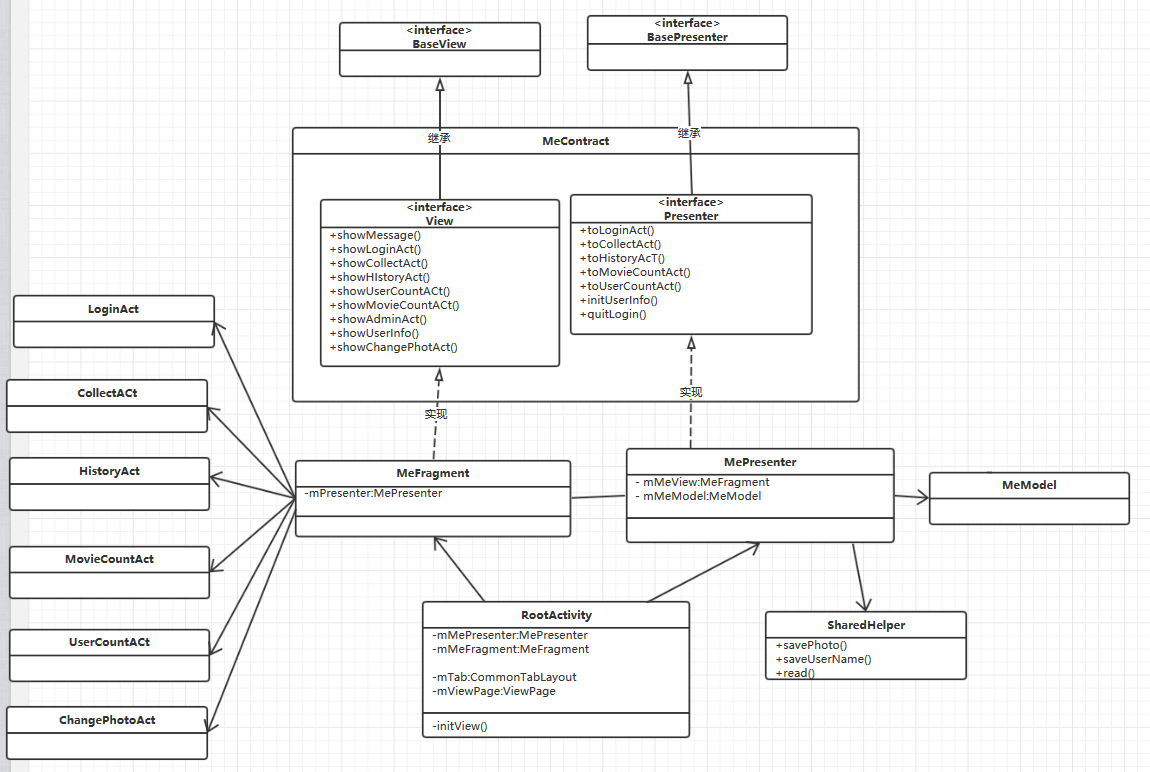 <interface>
BaseView
<interface>
BasePresenter
继承
继承
MeContract
<interface>
View
+showMessage()
+showLoginAct()
+showCollectAct()
+showHIstoryAct()
+showUserCountACt()
+showMovieCountACt()
+showAdminAct()
+showUserInfo()
+showChangePhotAct()
<interface>
Presenter
+toLoginAct()
+toCollectAct()
+toHistoryAcT()
+toMovieCountAct()
+toUserCountAct()
+initUserInfo()
+quitLogin()
实现
实现
LoginAct
CollectACt
HistoryAct
MovieCountAct
UserCountACt
ChangePhotoAct
MeFragment
-mPresenter:MePresenter
MePresenter
- mMeView:MeFragment
- mMeModel:MeModel
MeModel
RootActivity
-mMePresenter:MePresenter
-mMeFragment:MeFragment
-mTab:CommonTabLayout
-mViewPage:ViewPage
-initView()
SharedHelper
+savePhoto()
+saveUserName()
+read()